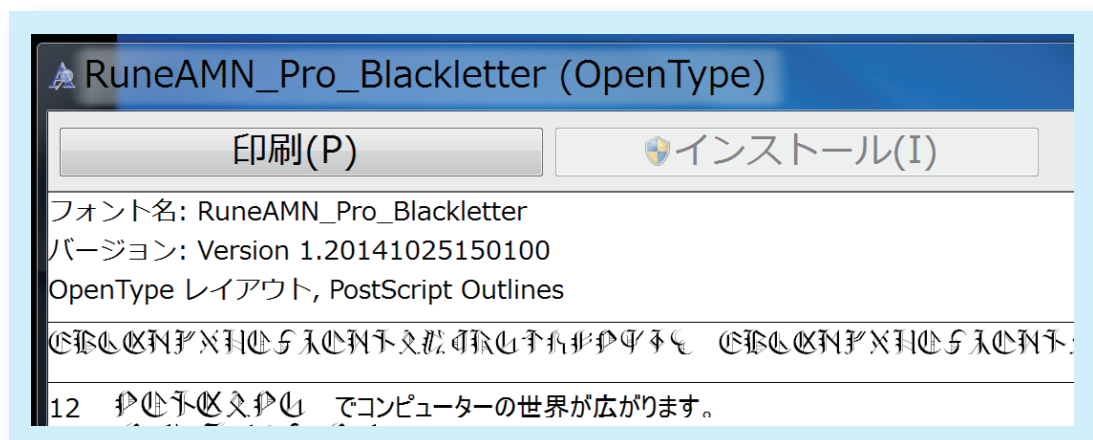 RuneAMN_Pro_Blackletter (OpenType)
印刷(P)
インストール(I)
フォント名: RuneAMN_Pro_Blackletter
バージョン: Version 1.20141025150100
OpenType レイアウト, PostScript Outlines
12 でコンピューターの世界が広がります。